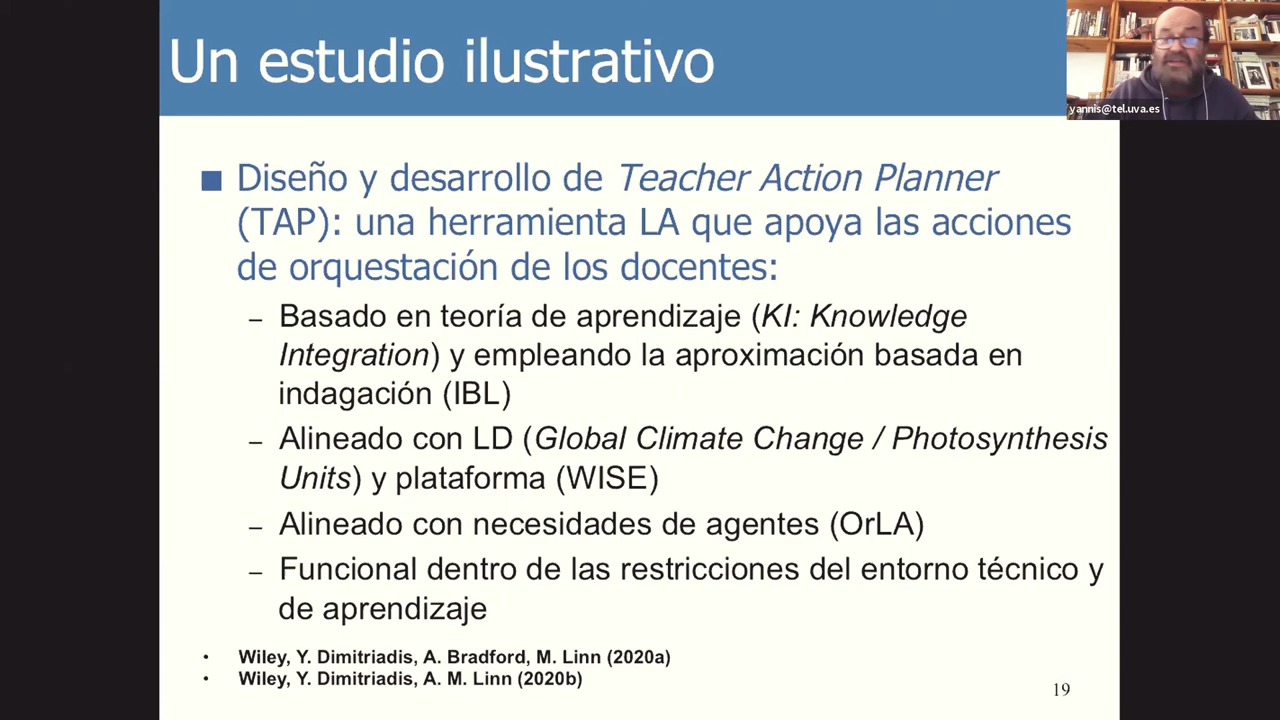 Un estudio ilustrativo
yannis@tel.uva.es
■ Diseño y desarrollo de Teacher Action Planner
(TAP): una herramienta LA que apoya las acciones
de orquestación de los docentes:
– Basado en teoría de aprendizaje (KI: Knowledge
Integration) y empleando la aproximación basada en
indagación (IBL)
– Alineado con LD (Global Climate Change / Photosynthesis
Units) y plataforma (WISE)
– Alineado con necesidades de agentes (OrLA)
– Funcional dentro de las restricciones del entorno técnico y
de aprendizaje
• Wiley, Y. Dimitriadis, A. Bradford, M. Linn (2020a)
• Wiley, Y. Dimitriadis, A. M. Linn (2020b)
19